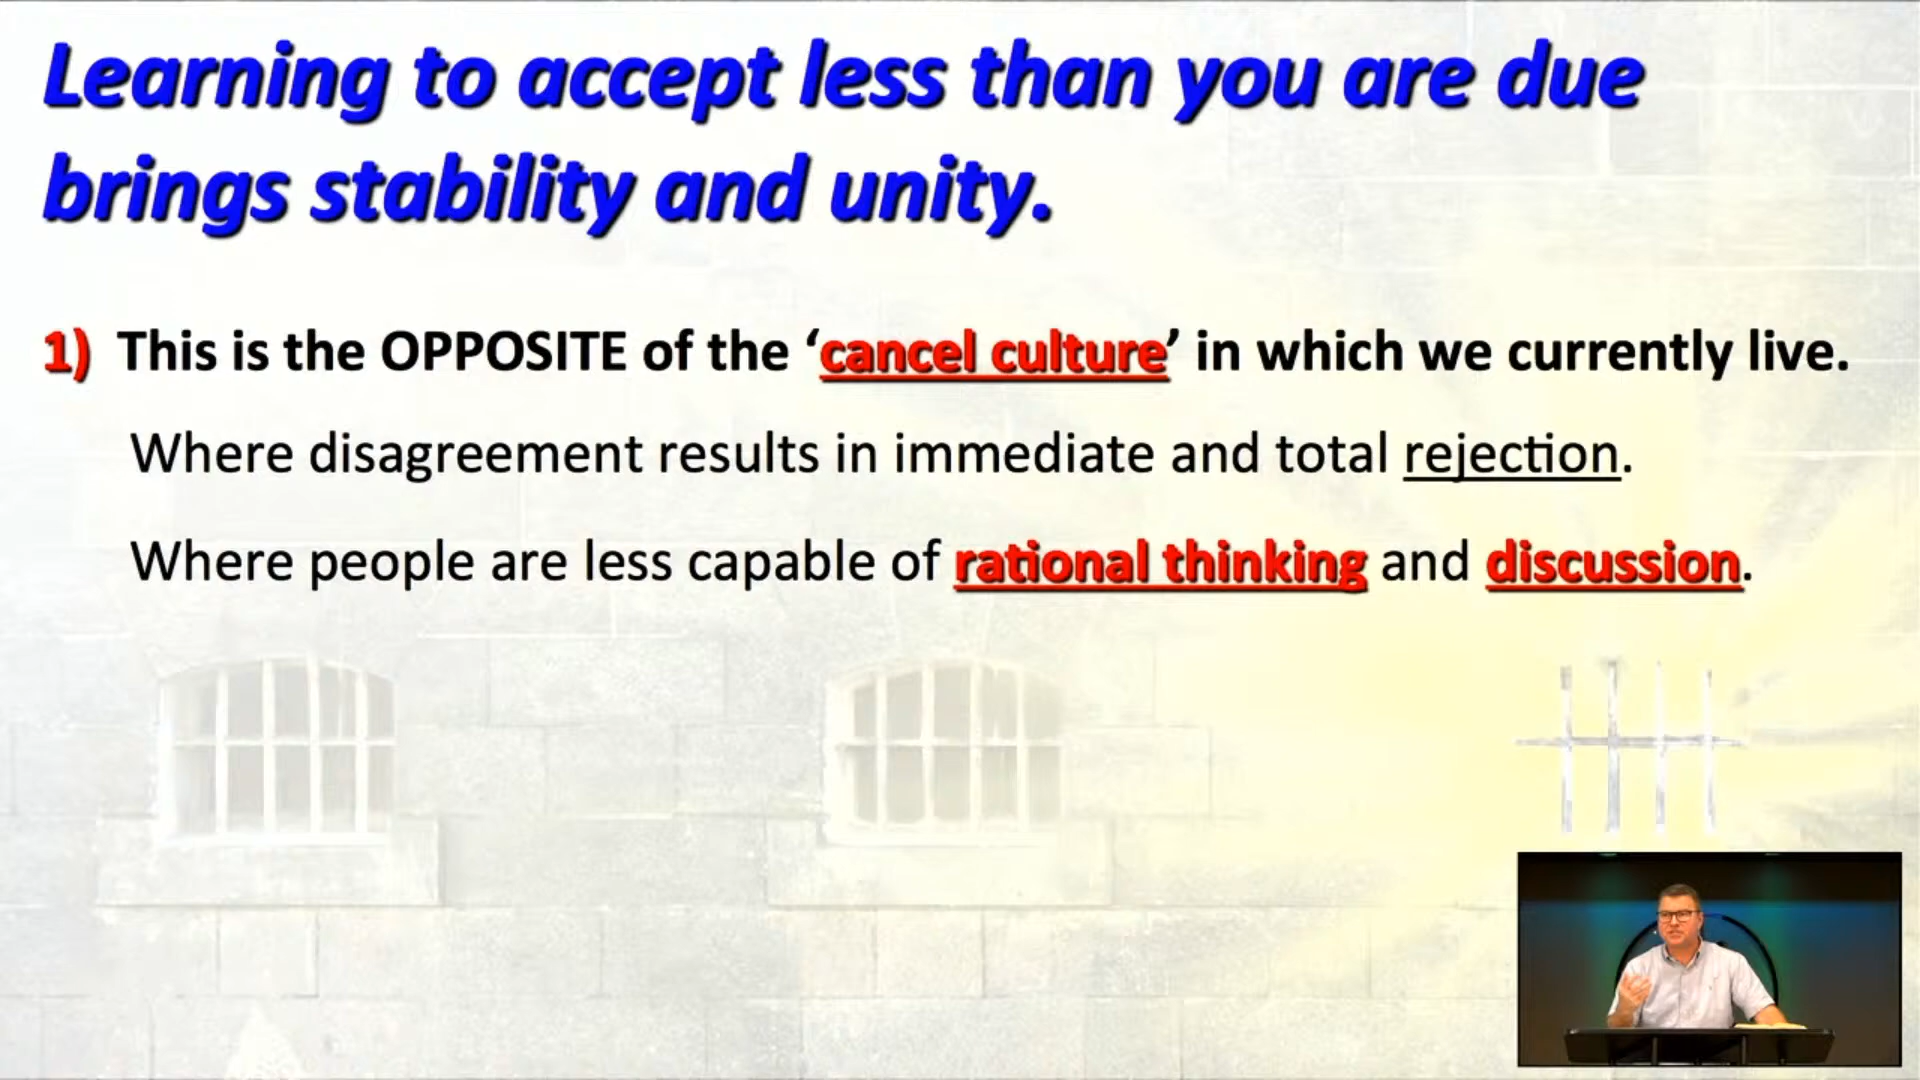 Learning to accept less than you are due
brings stability and unity.
1) This is the OPPOSITE of the ‘cancel culture’ in which we currently live.
Where disagreement results in immediate and total rejection.
Where people are less capable of rational thinking and discussion.